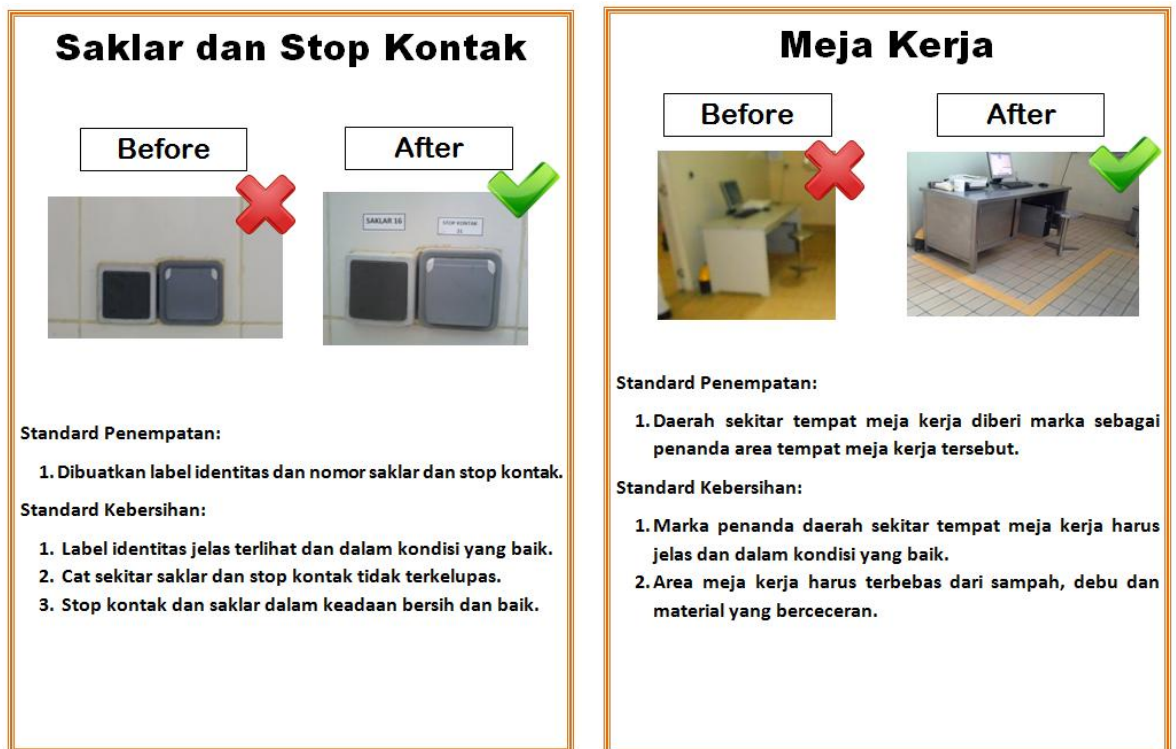 Saklar dan Stop Kontak
Before
After
SAKLAR 16
STOP KONTAK
Standard Penempatan:
1. Dibuatkan label identitas dan nomor saklar dan stop kontak.
Standard Kebersihan:
1. Label identitas jelas terlihat dan dalam kondisi yang baik.
2. Cat sekitar saklar dan stop kontak tidak terkelupas.
3. Stop kontak dan saklar dalam keadaan bersih dan baik.
Meja Kerja
Before
After
Standard Penempatan:
1. Daerah sekitar tempat meja kerja diberi marka sebagai
penanda area tempat meja kerja tersebut.
Standard Kebersihan:
1. Marka penanda daerah sekitar tempat meja kerja harus
jelas dan dalam kondisi yang baik.
2. Area meja kerja harus terbebas dari sampah, debu dan
material yang berceceran.